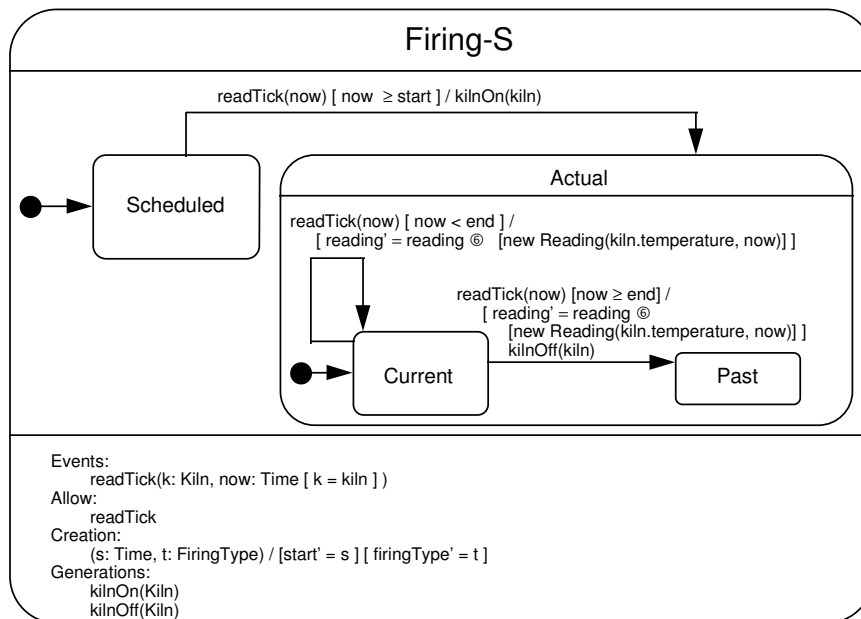 Firing-S
readTick(now) [ now ≥ start ] / kilnOn(kiln)
Scheduled
Actual
readTick(now) [ now < end ] /
[ reading' = reading ⑥ [new Reading(kiln.temperature, now)] ]
readTick(now) [now ≥ end] /
[ reading' = reading ⑥
[new Reading(kiln.temperature, now)] ]
kilnOff(kiln)
Current
Past
Events:
readTick(k: Kiln, now: Time [ k = kiln ] )
Allow:
readTick
Creation:
(s: Time, t: FiringType) / [start' = s ] [ firingType' = t ]
Generations:
kilnOn(Kiln)
kilnOff(Kiln)